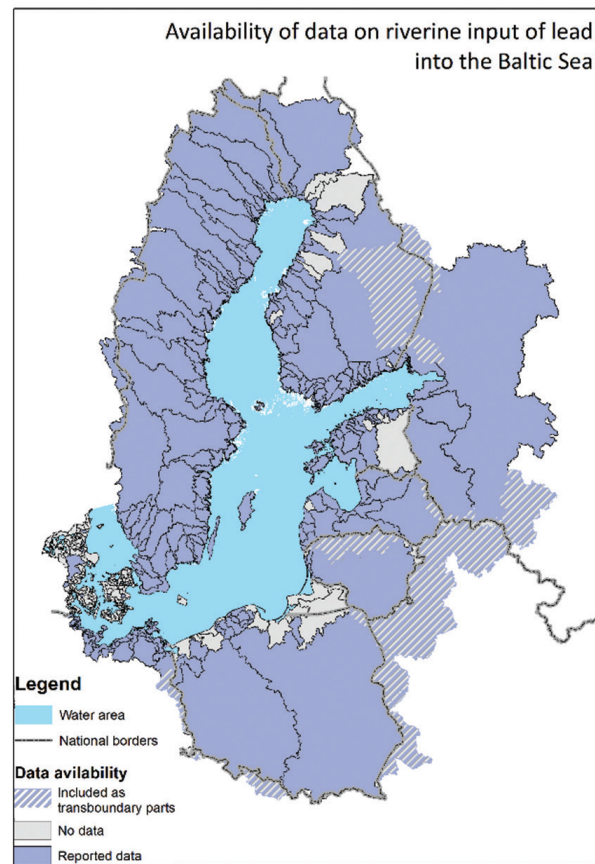 Availability of data on riverine input of lead
into the Baltic Sea
Legend
Water area
National borders
Data avilability
Included as
transboundary parts
No data
Reported data